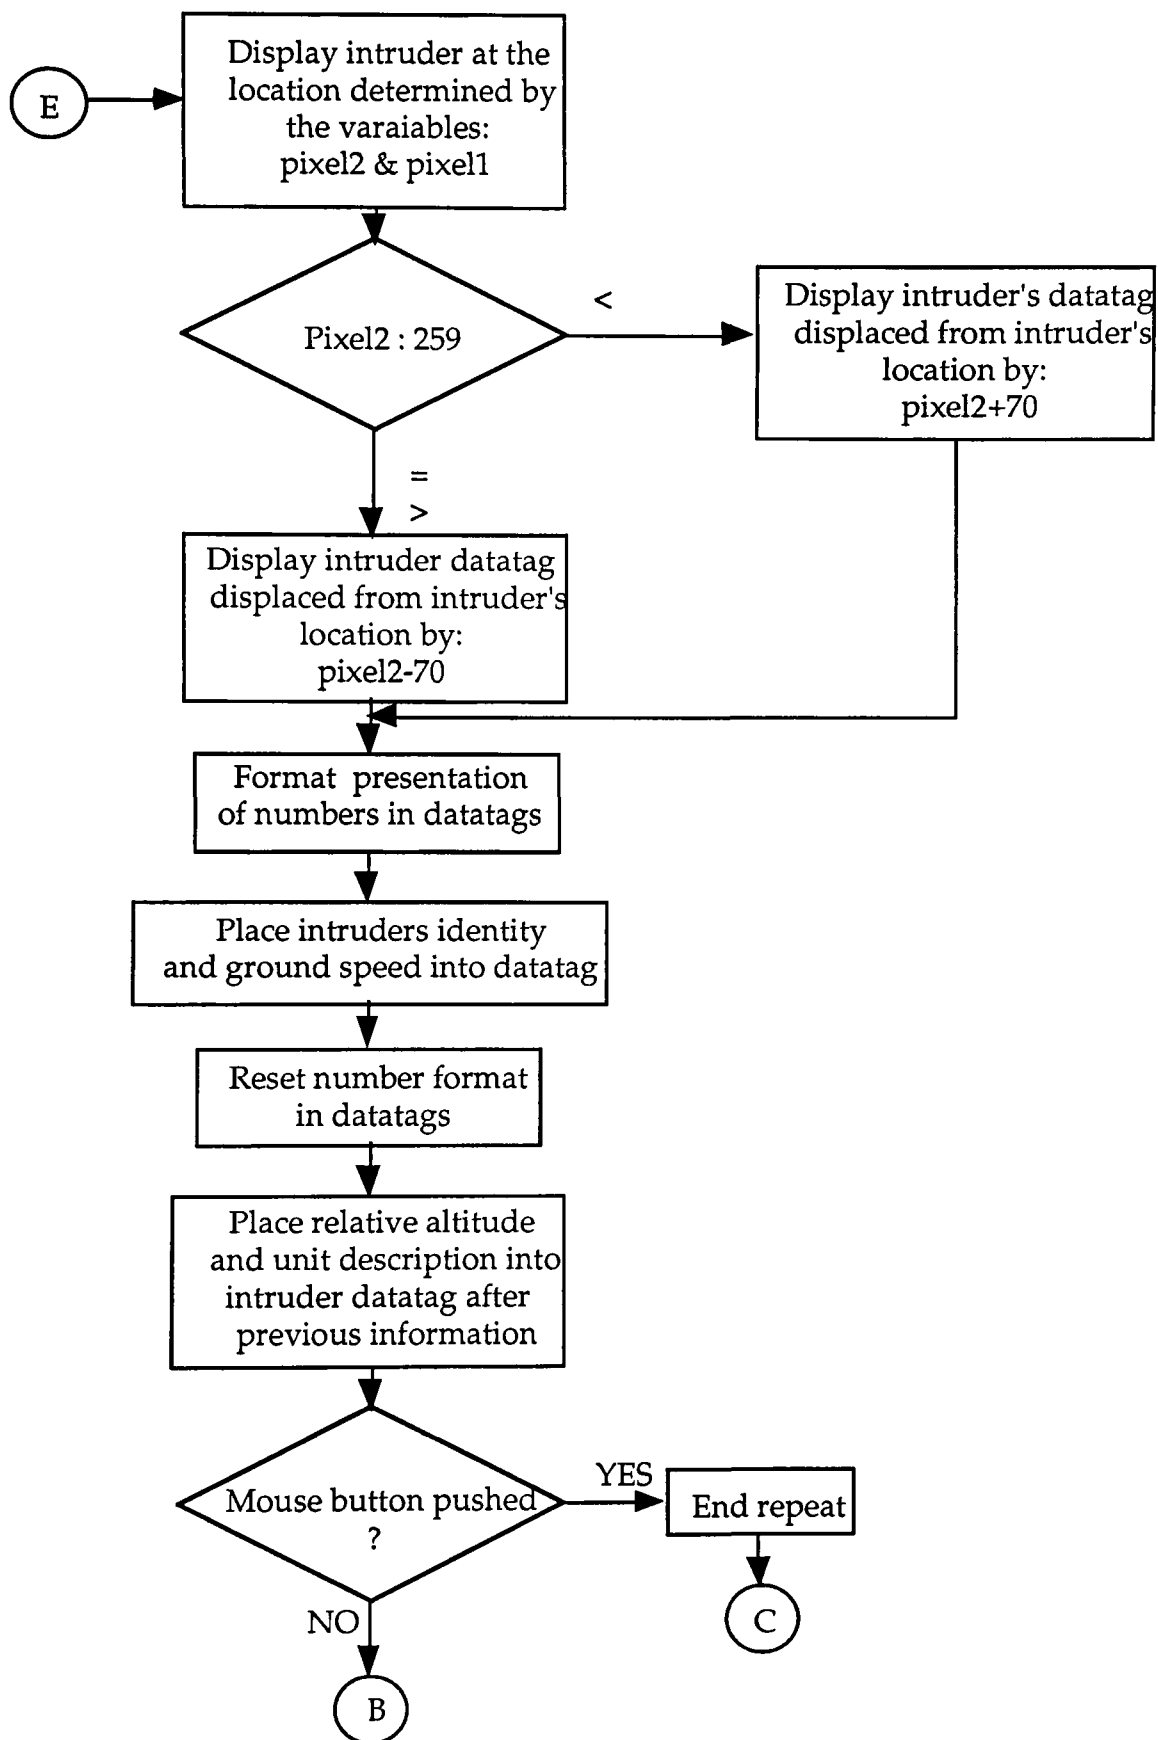 E
Display intruder at the
location determined by
the varaiables:
pixel2 & pixel1
Pixel2 : 259
<
Display intruder's datatag
displaced from intruder's
location by:
pixel2+70
=
>
Display intruder datatag
displaced from intruder's
location by:
pixel2-70
Format presentation
of numbers in datatags
Place intruders identity
and ground speed into datatag
Reset number format
in datatags
Place relative altitude
and unit description into
intruder datatag after
previous information
Mouse button pushed
?
YES
End repeat
C
NO
B